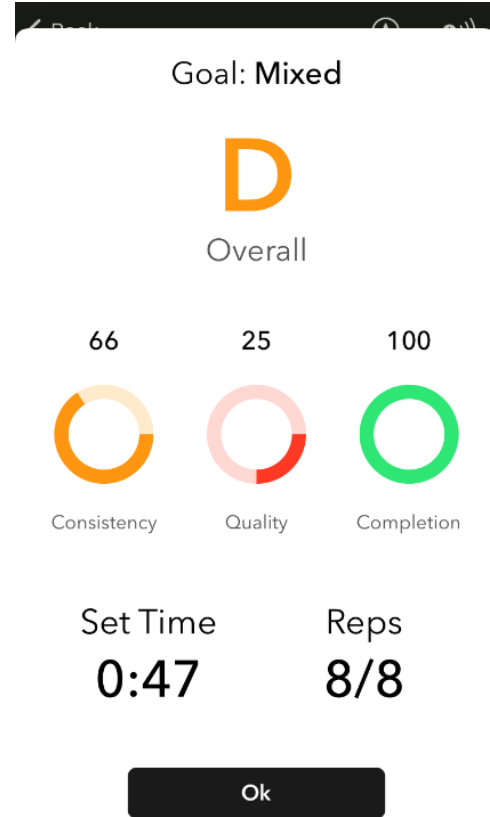 Goal: Mixed
D
Overall
66 25 100
Consistency Quality Completion
Set Time Reps
0:47 8/8
Ok